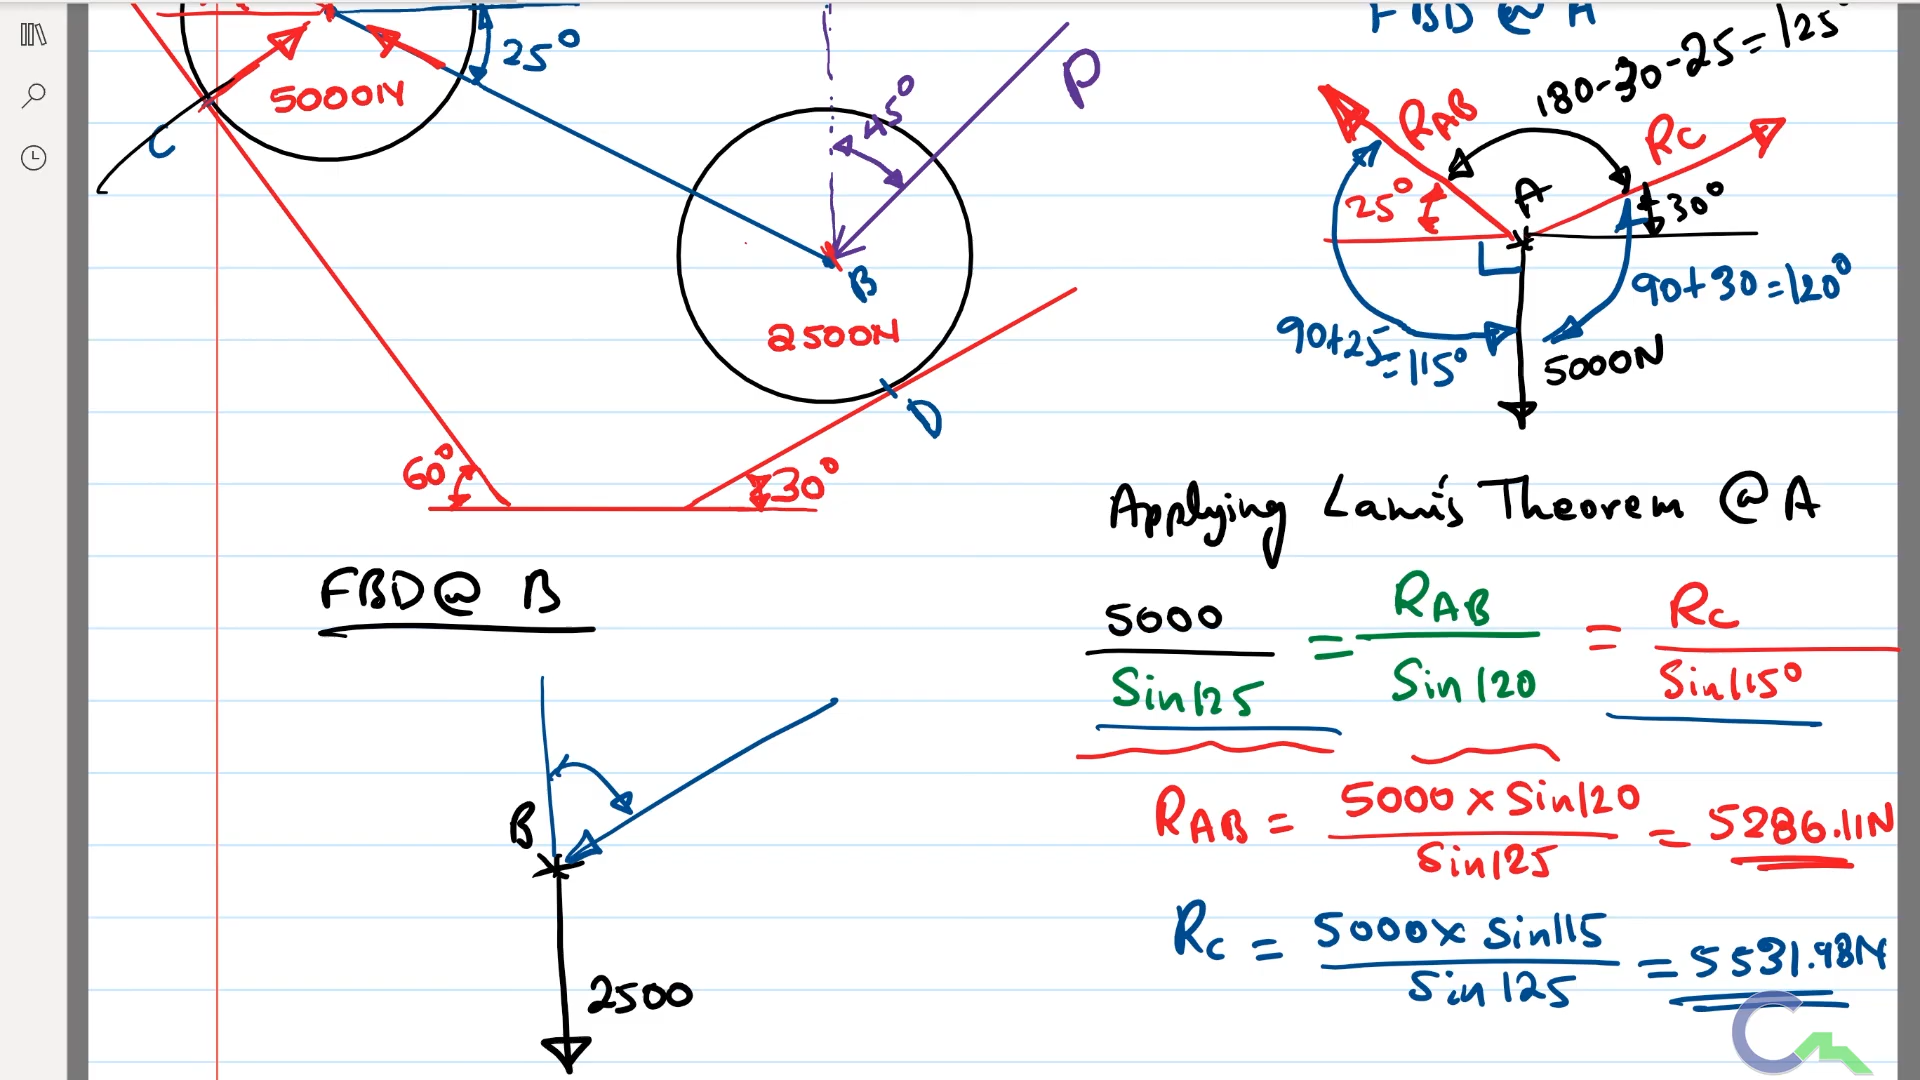 25°
5000N
C
45°
P
B
2500N
D
60°
30°
FBD @ A
180-30-25=125°
RAB
RC
25°
A
30°
90+30=120°
90+25=115°
5000N
Applying Lami's Theorem @ A
5000/Sin125 = RAB/Sin120 = Rc/Sin115°
RAB = 5000 x Sin120/Sin125 = 5286.11N
Rc = 5000x Sin115/Sin125 = 5531.98N
FBD@ B
B
2500